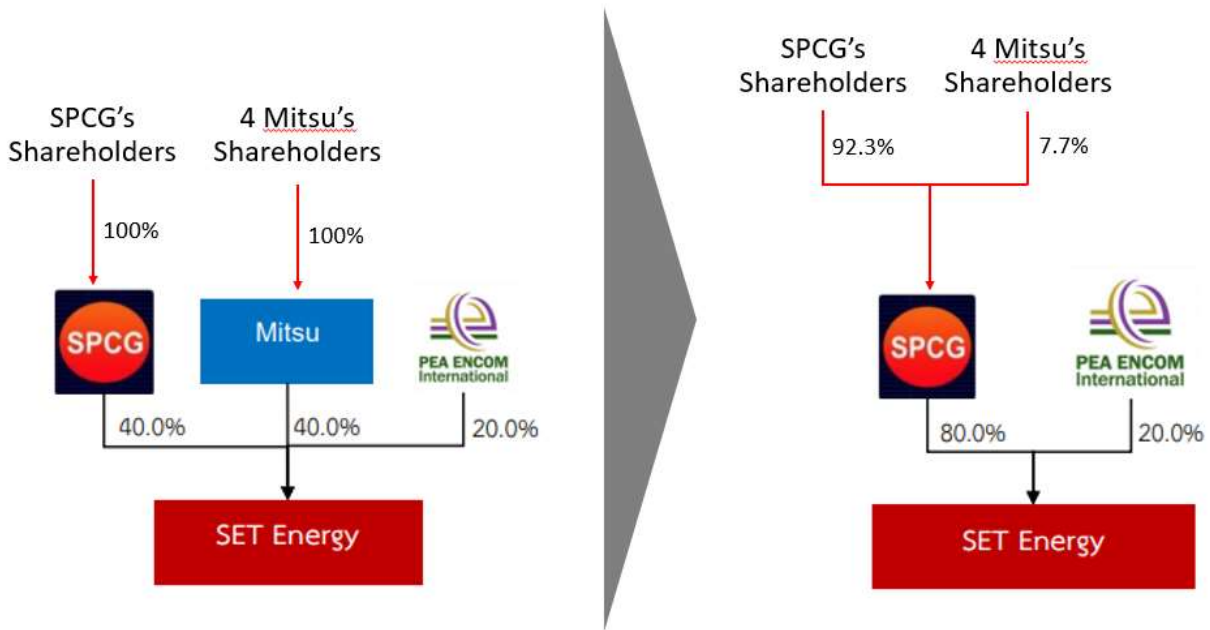 SPCG's
Shareholders
4 Mitsu's
Shareholders
100%
100%
SPCG
Mitsu
PEA ENCOM
International
40.0%
40.0%
20.0%
SET Energy
SPCG's
Shareholders
4 Mitsu's
Shareholders
92.3%
7.7%
SPCG
PEA ENCOM
International
80.0%
20.0%
SET Energy